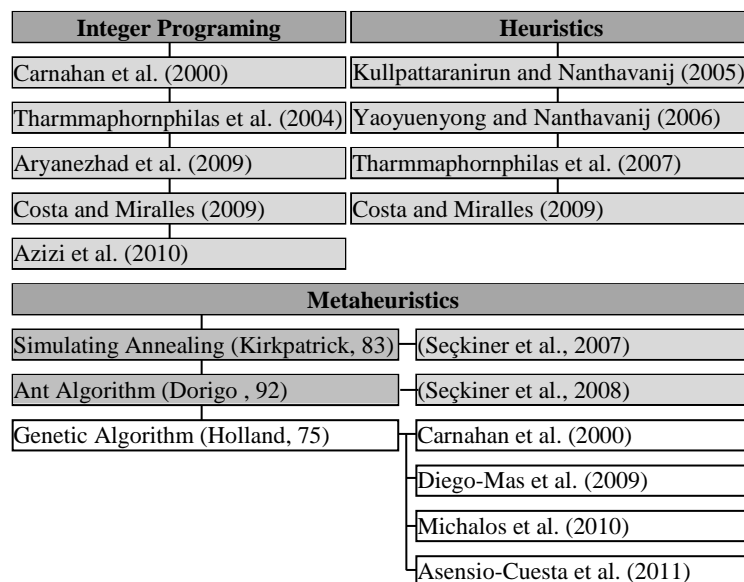 Integer Programing
Heuristics
Carnahan et al. (2000)
Kullpattaranirun and Nanthavanij (2005)
Tharmmaphornphilas et al. (2004)
Yaoyuenyong and Nanthavanij (2006)
Aryanezhad et al. (2009)
Tharmmaphornphilas et al. (2007)
Costa and Miralles (2009)
Costa and Miralles (2009)
Azizi et al. (2010)
Metaheuristics
Simulating Annealing (Kirkpatrick, 83)
(Seçkiner et al., 2007)
Ant Algorithm (Dorigo , 92)
(Seçkiner et al., 2008)
Genetic Algorithm (Holland, 75)
Carnahan et al. (2000)
Diego-Mas et al. (2009)
Michalos et al. (2010)
Asensio-Cuesta et al. (2011)